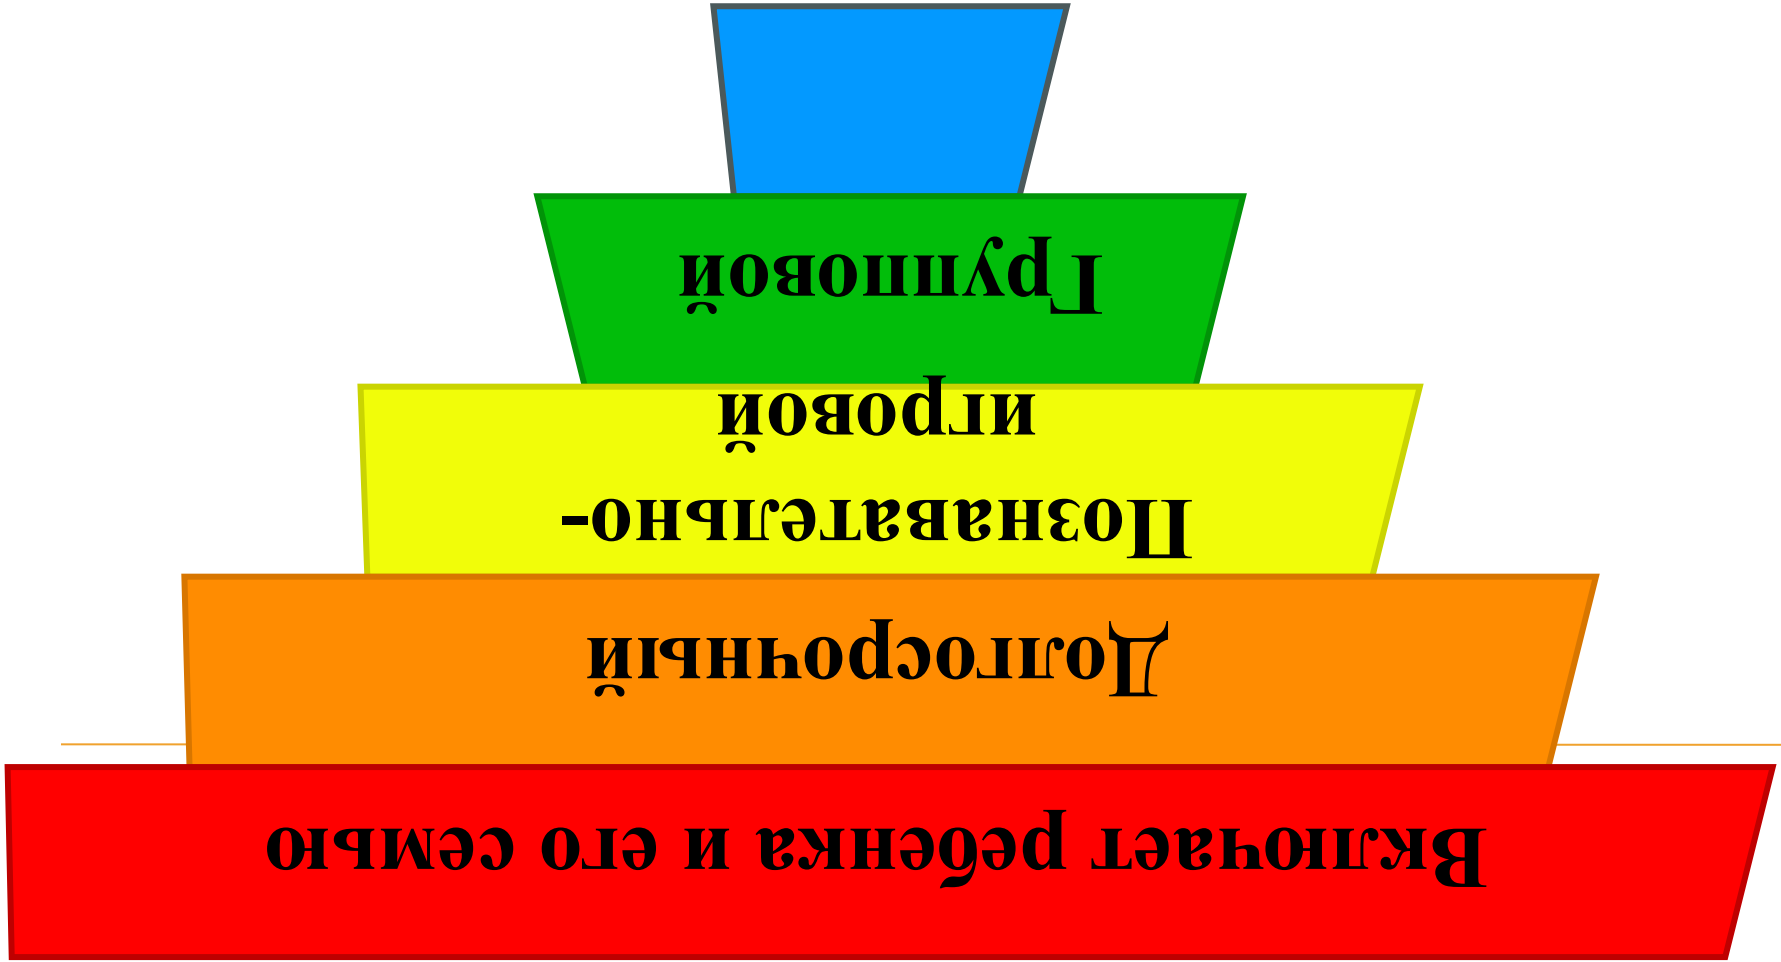 Включает ребенка и его семью
Долгосрочный
Познавательно-
игровой
Групповой